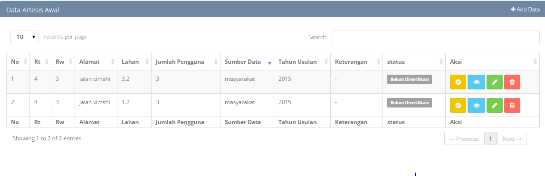 Data Artesis Awal
+ Add Data
10 records per page
Search:
No Rt Rw Alamat Lahan Jumlah Pengguna Sumber Data Tahun Usulan Keterangan status Aksi
1 4 3 jalan cimahi 3.2 3 masyarakat 2015 - Belum Diverifikasi
2 4 3 jalan 1.2 3 masyarakat 2015 - Belum Diverifikasi
No Rt Rw Alamat Lahan Jumlah Pengguna Sumber Data Tahun Usulan Keterangan status Aksi
Showing 1 to 2 of 2 entries
← Previous 1 Next →